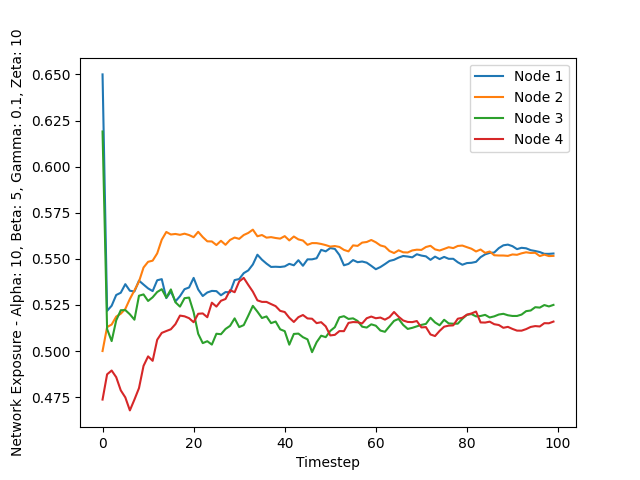 Network Exposure - Alpha: 10, Beta: 5, Gamma: 0.1, Zeta: 10
0.650
0.625
0.600
0.575
0.550
0.525
0.500
0.475
Node 1
Node 2
Node 3
Node 4
0 20 40 60 80 100
Timestep